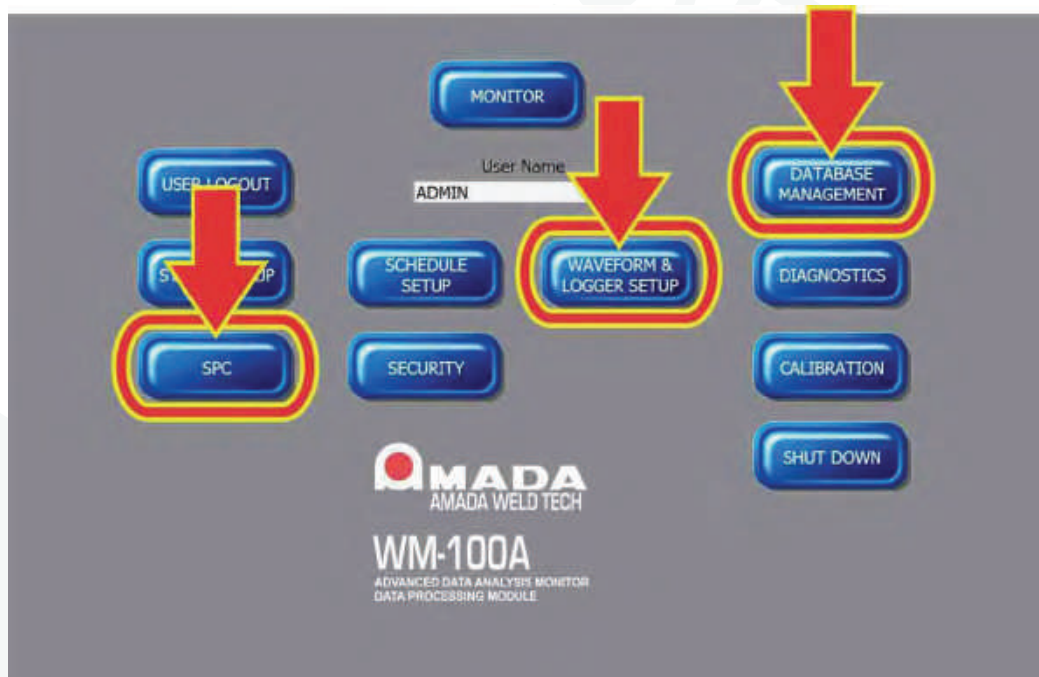 MONITOR
User Name
ADMIN
USER LOGOUT
DATABASE
MANAGEMENT
SCHEDULE
SETUP
WAVEFORM &
LOGGER SETUP
DIAGNOSTICS
SPC
SECURITY
CALIBRATION
SHUT DOWN
AMADA
AMADA WELD TECH
WM-100A
ADVANCED DATA ANALYSIS MONITOR
DATA PROCESSING MODULE